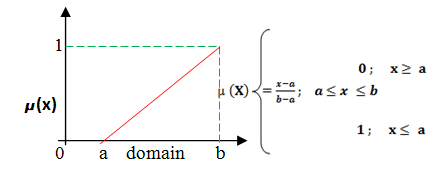 1
μ(x)
0 a domain b
μ (X) = { 0 ; x ≥ a
x−a/b−a ; a ≤ x ≤ b
1 ; x ≤ a